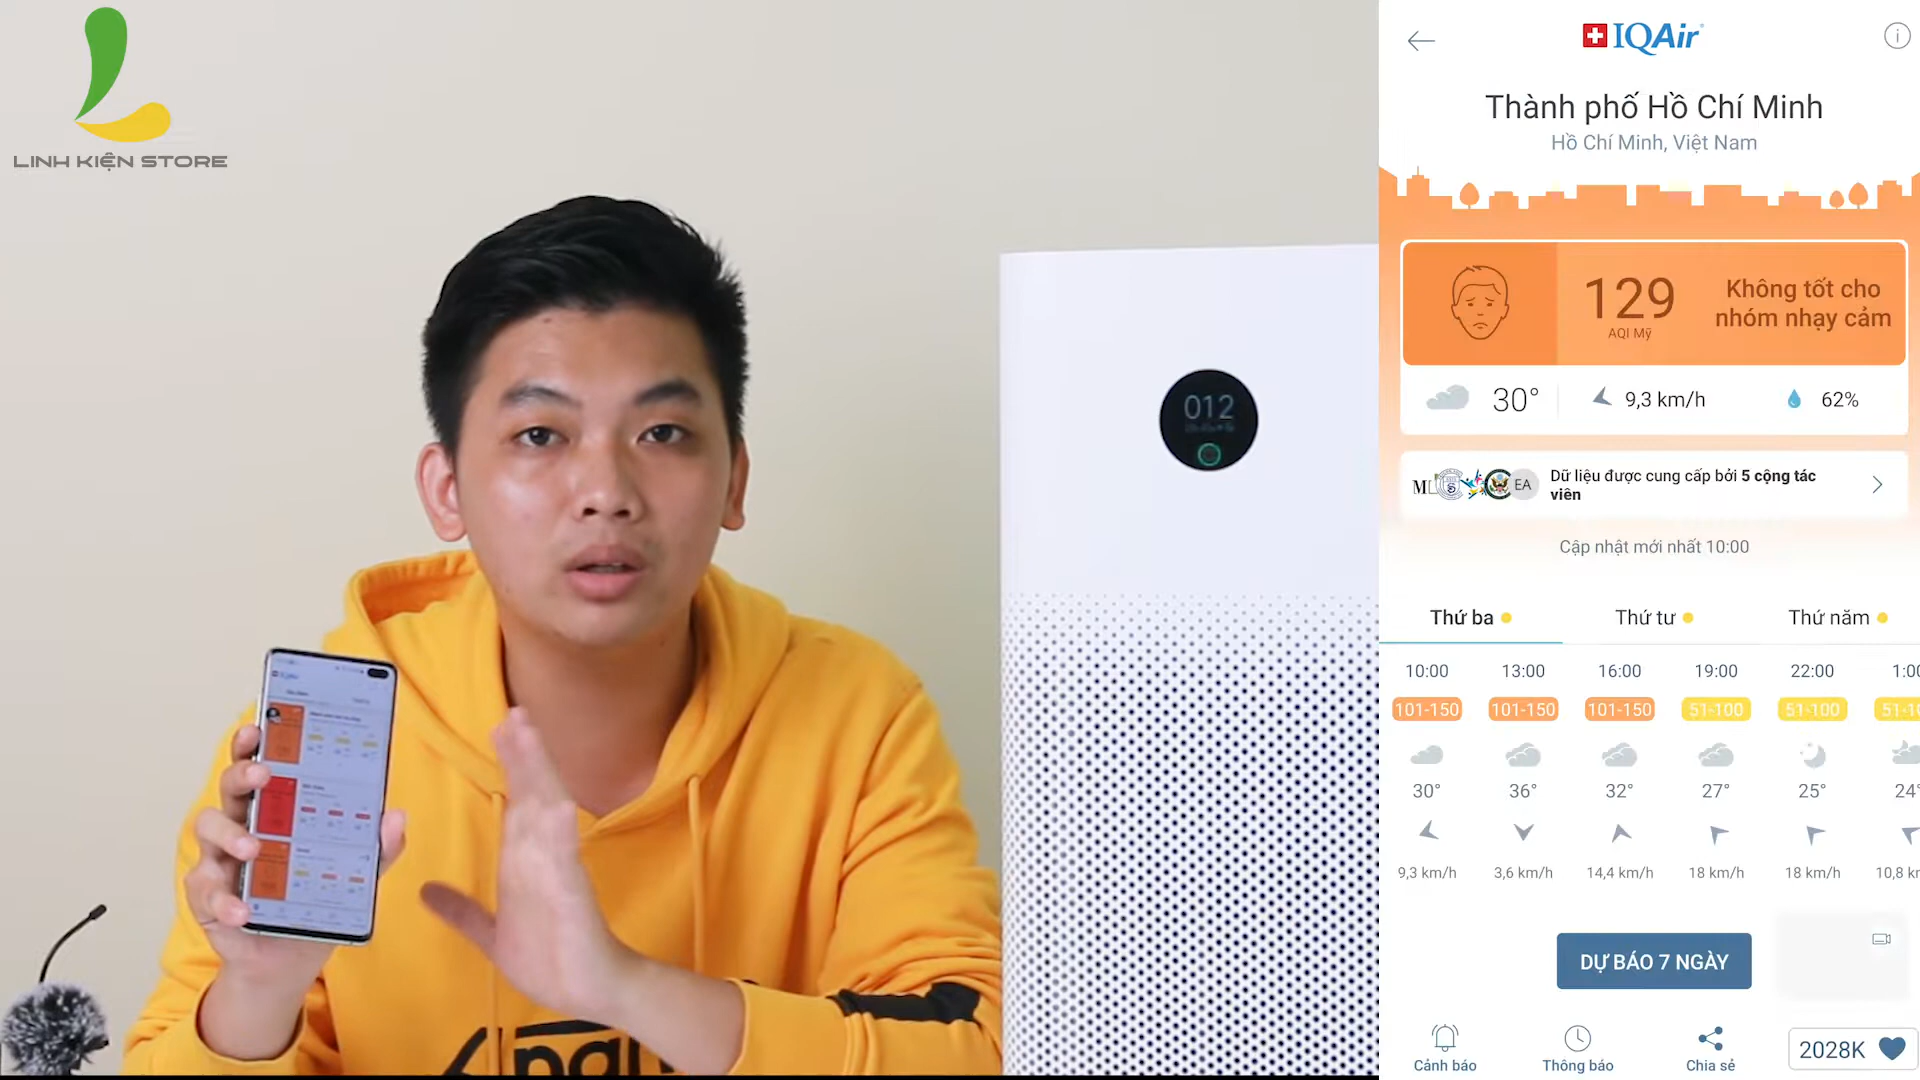 LINH KIỆN STORE
012
IQAir
i
Thành phố Hồ Chí Minh
Hồ Chí Minh, Việt Nam
129
AQI Mỹ
Không tốt cho
nhóm nhạy cảm
30°
9,3 km/h
62%
EA
Dữ liệu được cung cấp bởi 5 cộng tác
viên
Cập nhật mới nhất 10:00
Thứ ba
Thứ tư
Thứ năm
10:00 13:00 16:00 19:00 22:00 1:00
101-150 101-150 101-150 51-100 51-100
30° 36° 32° 27° 25° 24°
9,3 km/h 3,6 km/h 14,4 km/h 18 km/h 18 km/h 10,8
DỰ BÁO 7 NGÀY
Cảnh báo
Thông báo
Chia sẻ
2028K